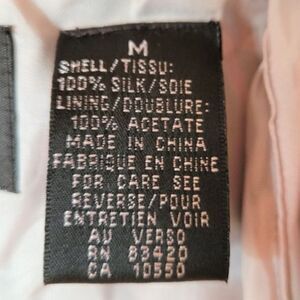 M
SHELL/TISSU:
100% SILK/SOIE
LINING/DOUBLURE:
100% ACETATE
MADE IN CHINA
FABRIQUE EN CHINE
FOR CARE SEE
REVERSE/POUR
ENTRETIEN VOIR
AU VERSO
RN 83420
CA 10550